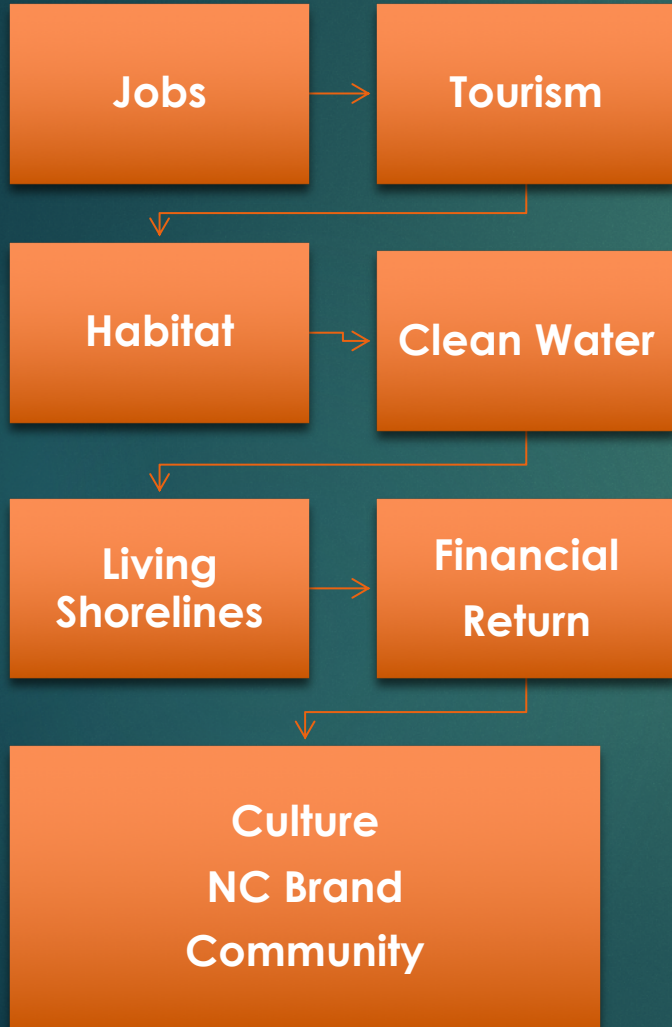 Jobs
Tourism
Habitat
Clean Water
Living
Shorelines
Financial
Return
Culture
NC Brand
Community